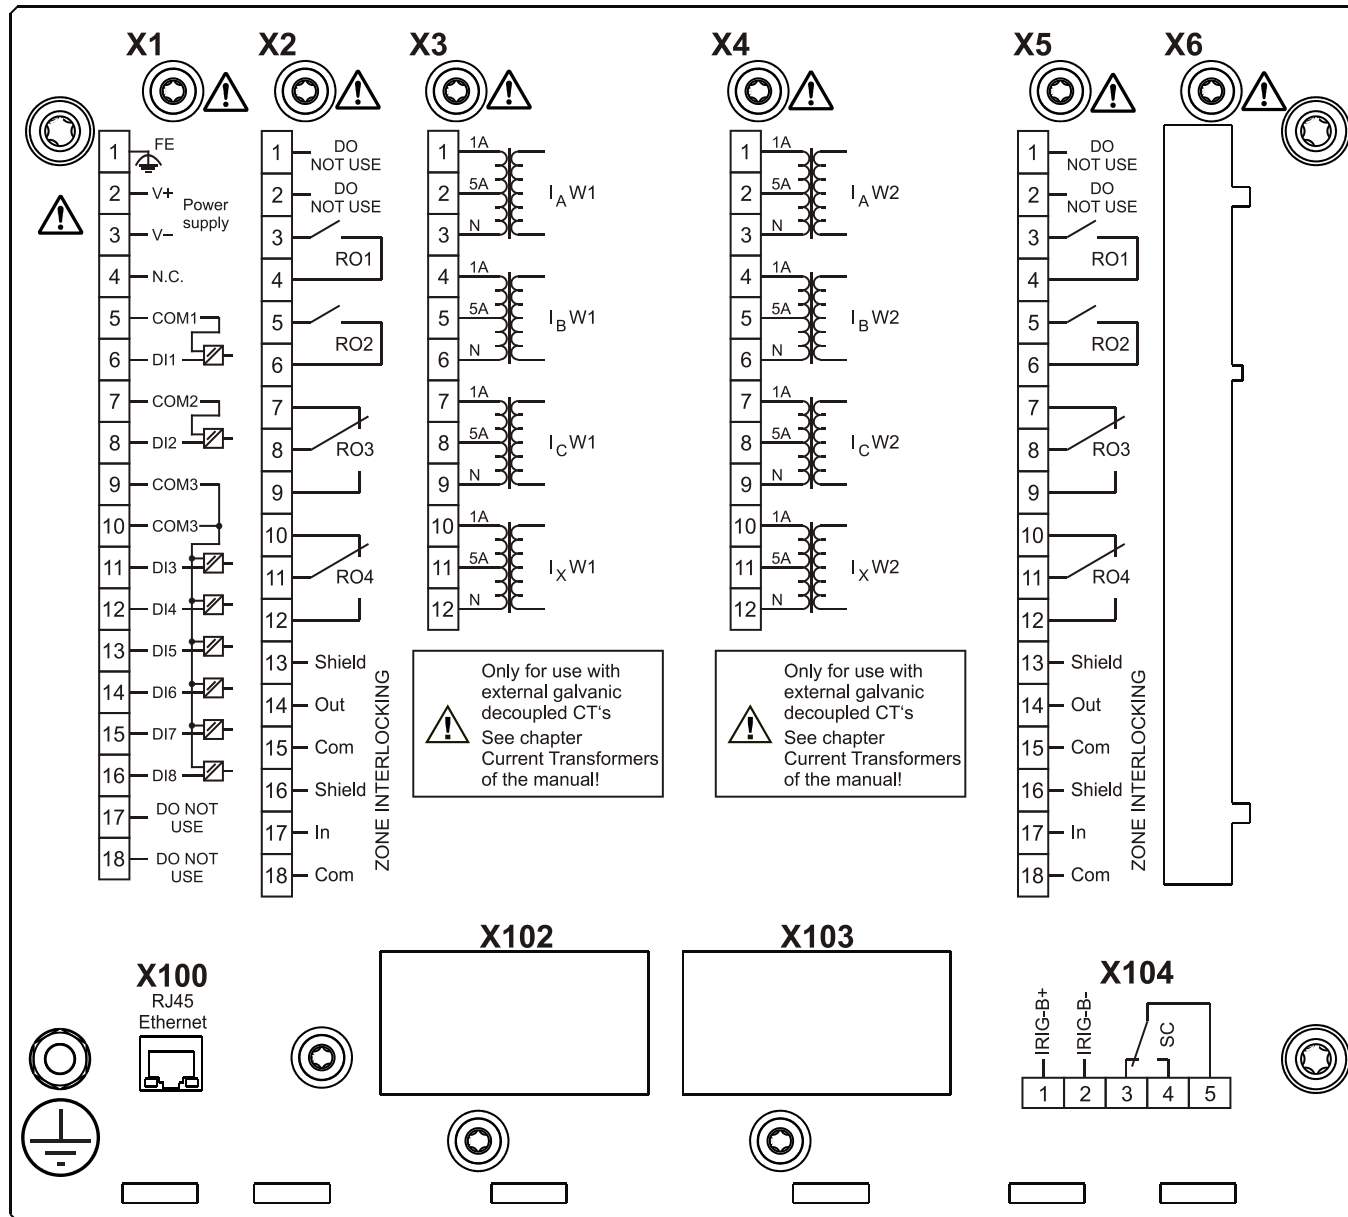 X1
X2
X3
X4
X5
X6
1 FE
2 V+
Power
supply
3 V–
4 N.C.
5 COM1
6 DI1
7 COM2
8 DI2
9 COM3
10 COM3
11 DI3
12 DI4
13 DI5
14 DI6
15 DI7
16 DI8
17 DO NOT
USE
18 DO NOT
USE
1 DO
NOT USE
2 DO
NOT USE
3
RO1
4
5
RO2
6
7
8 RO3
9
10
11 RO4
12
13 Shield
14 Out
15 Com
16 Shield
17 In
18 Com
ZONE INTERLOCKING
1 1A
2 5A IA W1
3 N
4 1A
5 5A IB W1
6 N
7 1A
8 5A IC W1
9 N
10 1A
11 5A IX W1
12 N
Only for use with
external galvanic
decoupled CT‘s
See chapter
Current Transformers
of the manual!
1 1A
2 5A IA W2
3 N
4 1A
5 5A IB W2
6 N
7 1A
8 5A IC W2
9 N
10 1A
11 5A IX W2
12 N
Only for use with
external galvanic
decoupled CT‘s
See chapter
Current Transformers
of the manual!
1 DO
NOT USE
2 DO
NOT USE
3
RO1
4
5
RO2
6
7
8 RO3
9
10
11 RO4
12
13 Shield
14 Out
15 Com
16 Shield
17 In
18 Com
ZONE INTERLOCKING
X100
RJ45
Ethernet
X102
X103
X104
IRIG-B+
IRIG-B-
SC
1 2 3 4 5